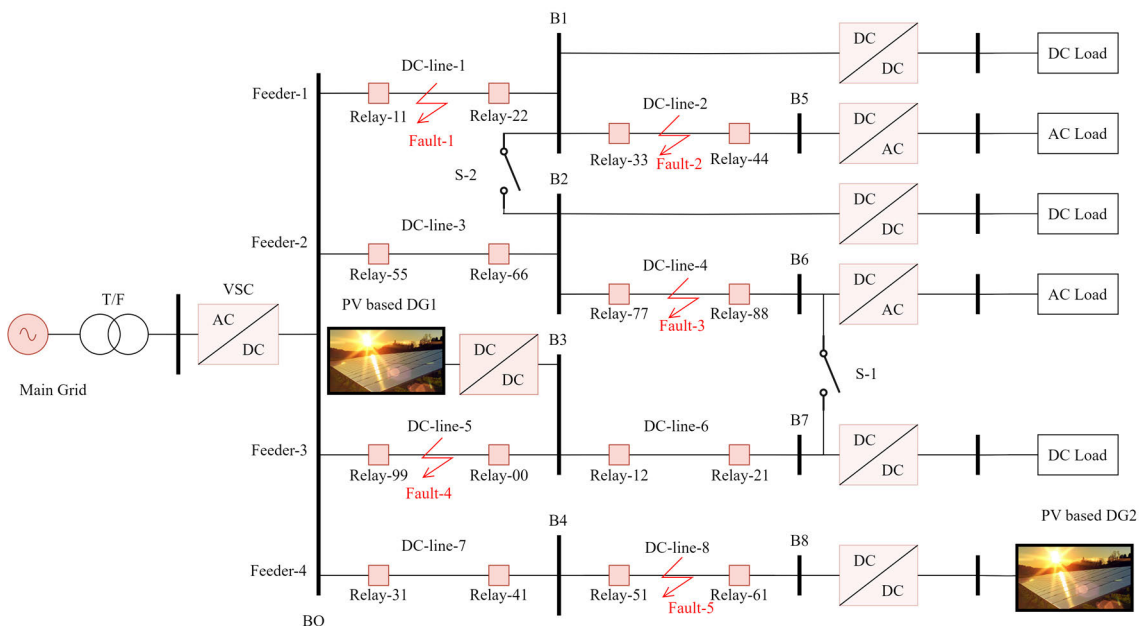 B1
DC
DC
DC Load
Feeder-1
DC-line-1
Relay-11
Relay-22
Fault-1
DC-line-2
B5
Relay-33
Relay-44
Fault-2
DC
AC
AC Load
S-2
B2
DC
DC
DC Load
Feeder-2
DC-line-3
Relay-55
Relay-66
DC-line-4
B6
Relay-77
Relay-88
Fault-3
DC
AC
AC Load
T/F
VSC
AC
DC
Main Grid
PV based DG1
DC
DC
B3
S-1
Feeder-3
DC-line-5
Relay-99
Relay-00
Fault-4
DC-line-6
B7
Relay-12
Relay-21
DC
DC
DC Load
Feeder-4
DC-line-7
Relay-31
Relay-41
B4
DC-line-8
B8
Relay-51
Relay-61
Fault-5
DC
DC
PV based DG2
BO